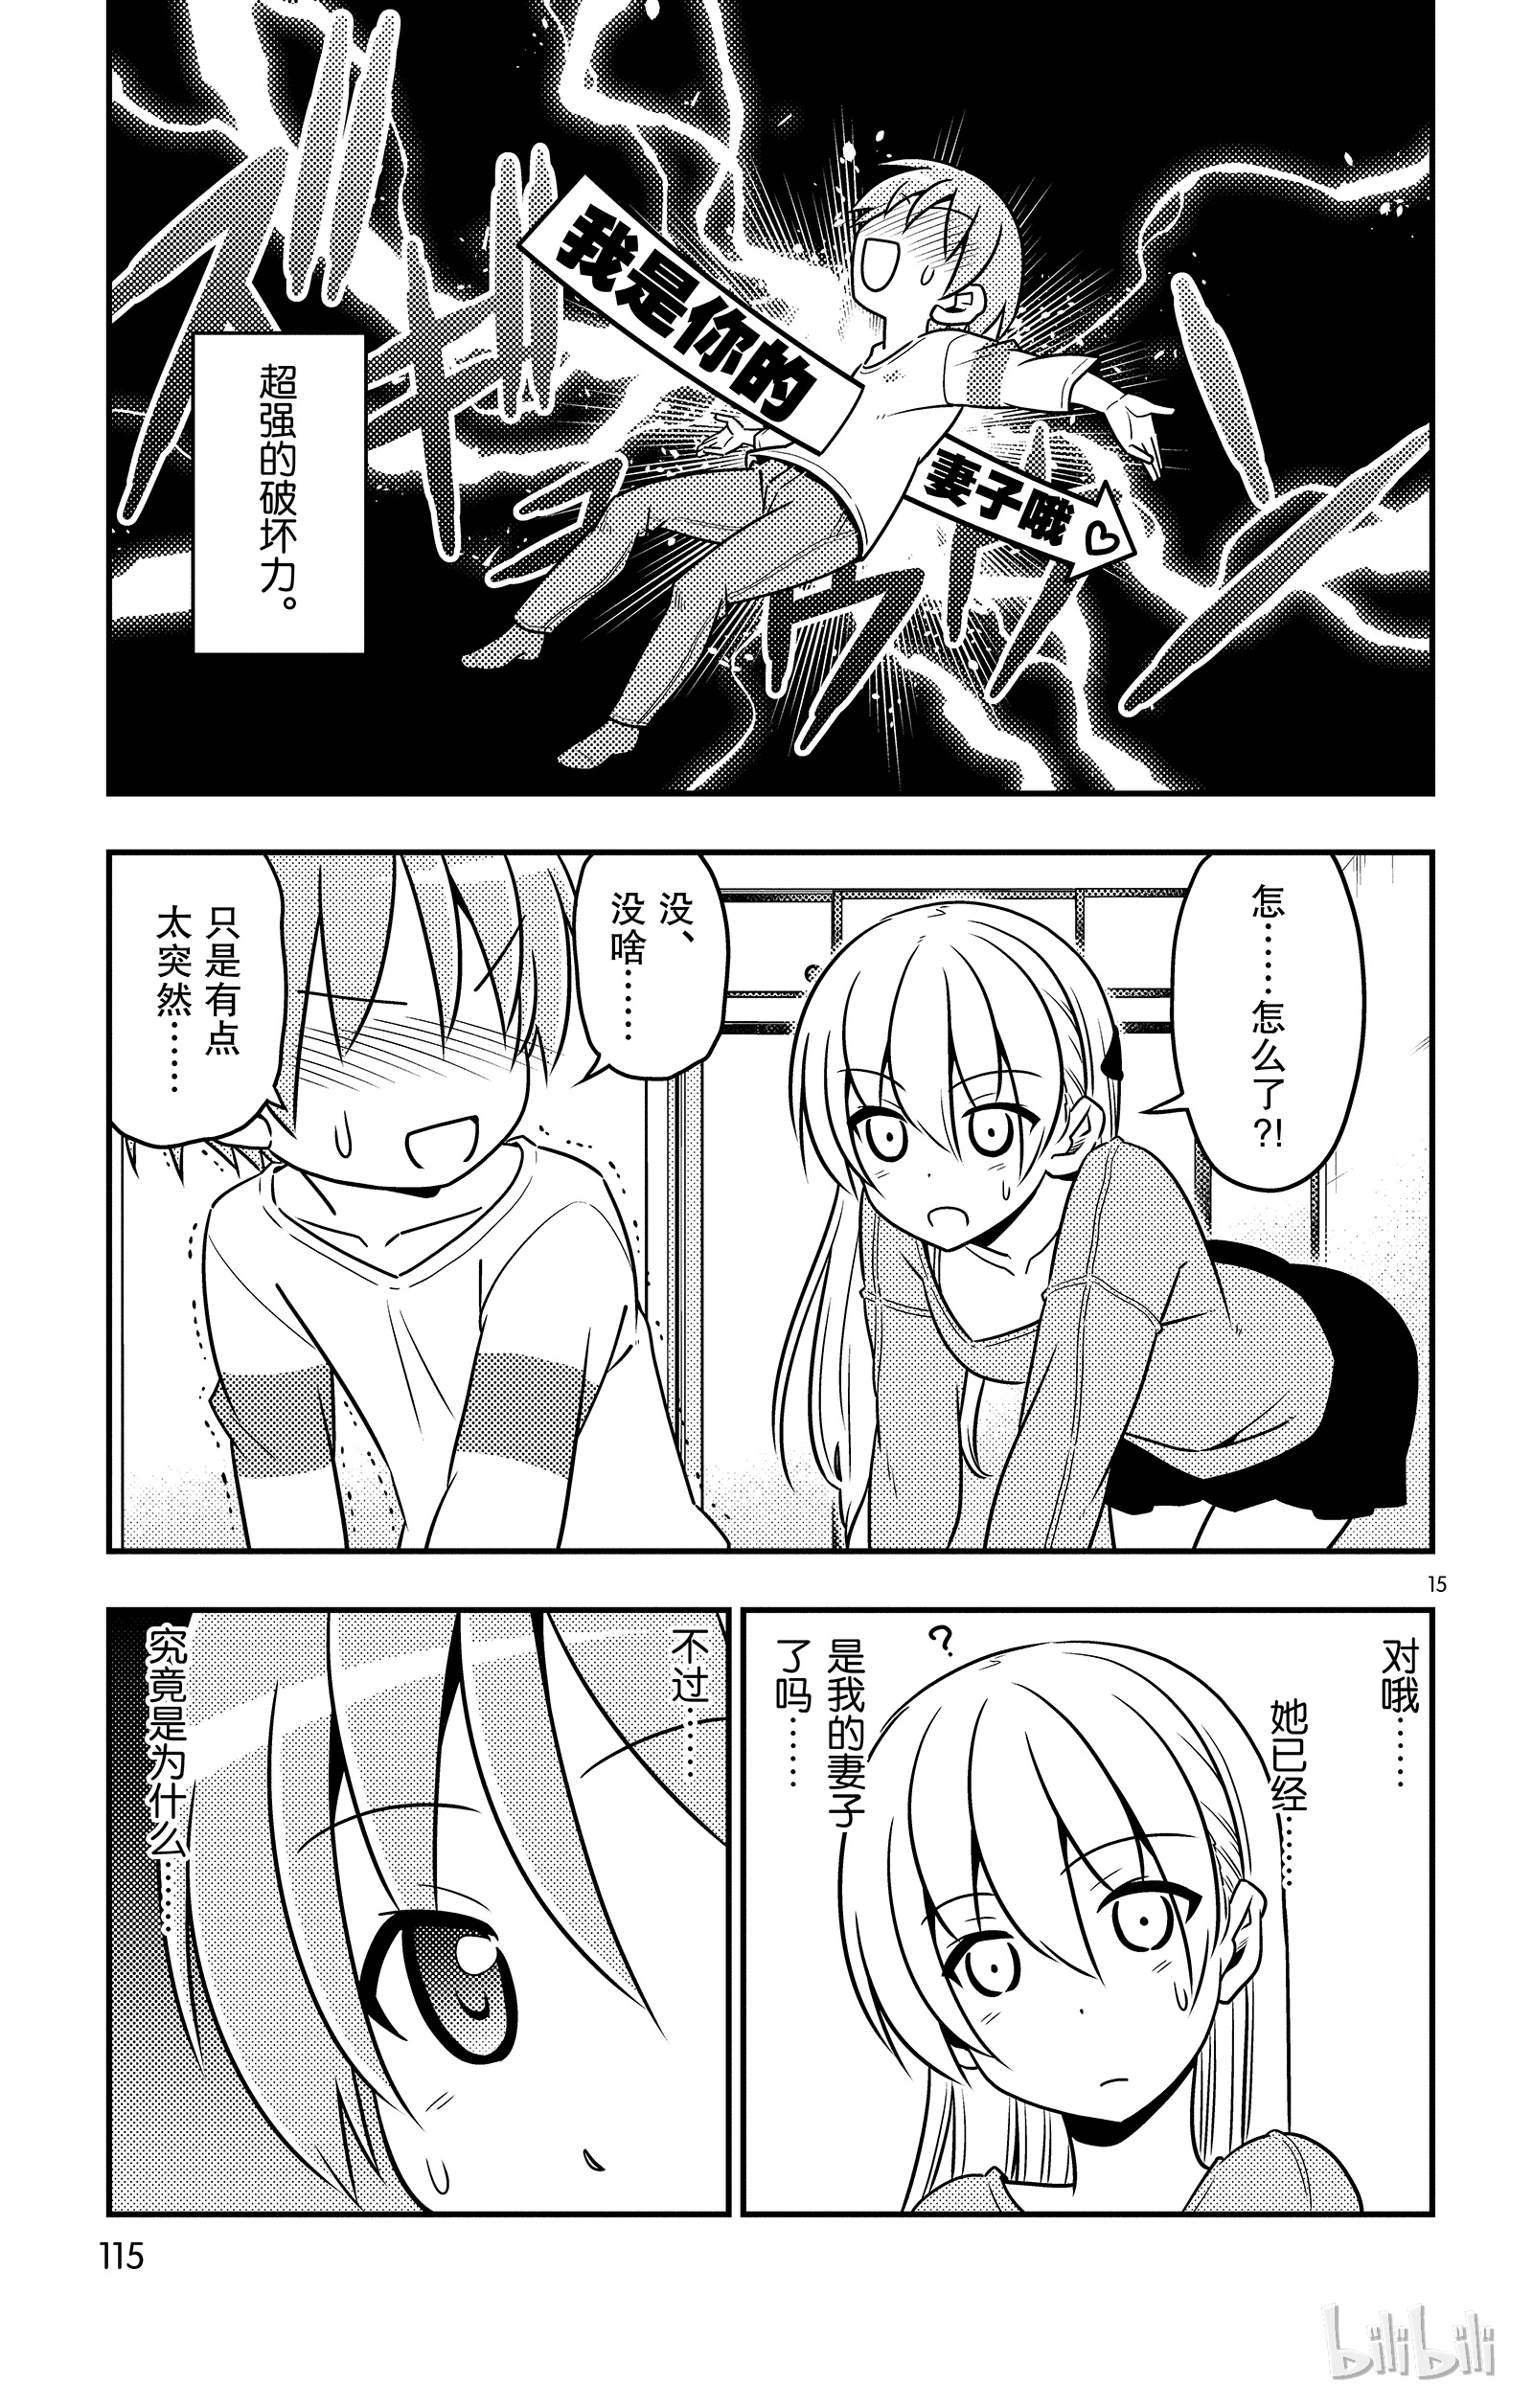 我是你的
妻子哦♡
超强的破坏力。
怎……怎么了?!
没、
没啥……
只是有点
太突然……
15
对哦……
她已经……
?
是我的妻子
了吗……
不过……
究竟是为什么……
115
bilibili